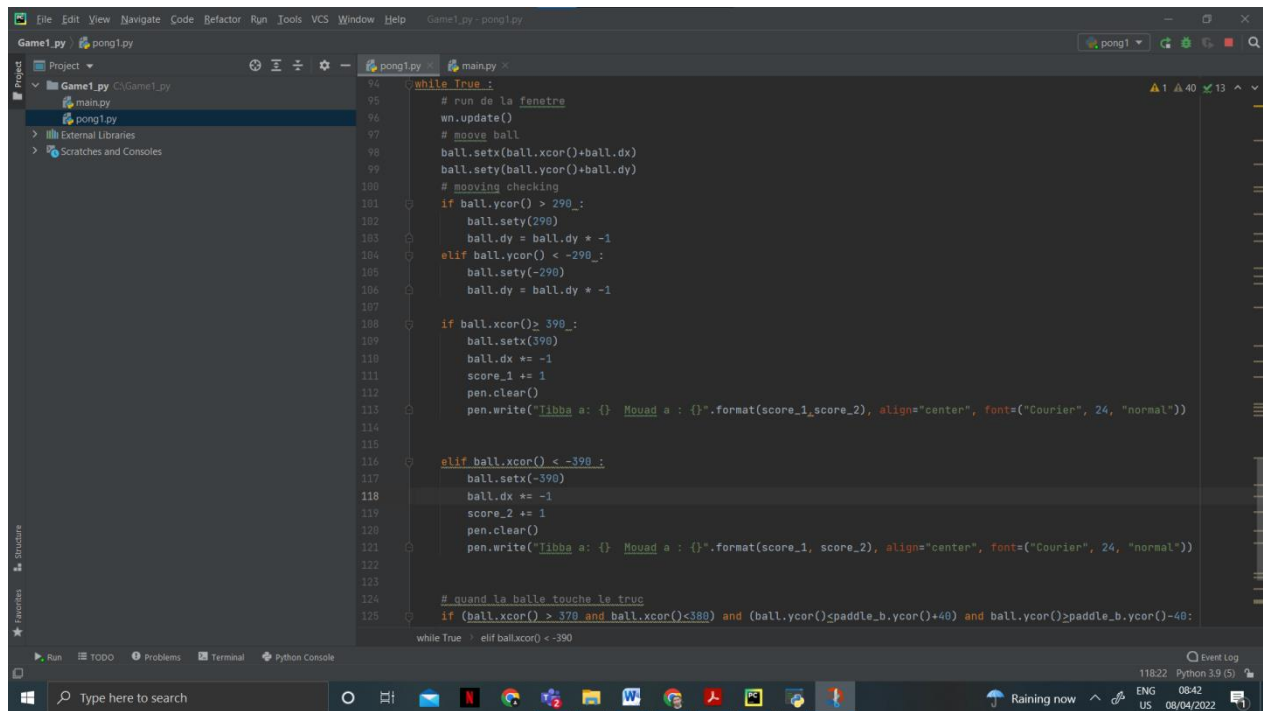 File Edit View Navigate Code Refactor Run Tools VCS Window Help Game1_py - pong1.py
Game1_py pong1.py pong1
Project pong1.py main.py
Project
Game1_py C:\Game1_py
main.py
pong1.py
External Libraries
Scratches and Consoles
1 40 13
94 while True :
95 # run de la fenetre
96 wn.update()
97 # moove ball
98 ball.setx(ball.xcor()+ball.dx)
99 ball.sety(ball.ycor()+ball.dy)
100 # mooving checking
101 if ball.ycor() > 290 :
102 ball.sety(290)
103 ball.dy = ball.dy * -1
104 elif ball.ycor() < -290 :
105 ball.sety(-290)
106 ball.dy = ball.dy * -1
107
108 if ball.xcor()> 390 :
109 ball.setx(390)
110 ball.dx *= -1
111 score_1 += 1
112 pen.clear()
113 pen.write("Tibba a: {}  Mouad a : {}".format(score_1,score_2), align="center", font=("Courier", 24, "normal"))
114
115
116 elif ball.xcor() < -390 :
117 ball.setx(-390)
118 ball.dx *= -1
119 score_2 += 1
120 pen.clear()
121 pen.write("Tibba a: {}  Mouad a : {}".format(score_1, score_2), align="center", font=("Courier", 24, "normal"))
122
123
124 # quand la balle touche le truc
125 if (ball.xcor() > 370 and ball.xcor()<380) and (ball.ycor()<paddle_b.ycor()+40) and ball.ycor()>paddle_b.ycor()-40:
while True elif ball.xcor() < -390
Structure
Favorites
Run TODO Problems Terminal Python Console Event Log
118:22 Python 3.9 (5)
Type here to search Raining now ENG 08:42
US 08/04/2022